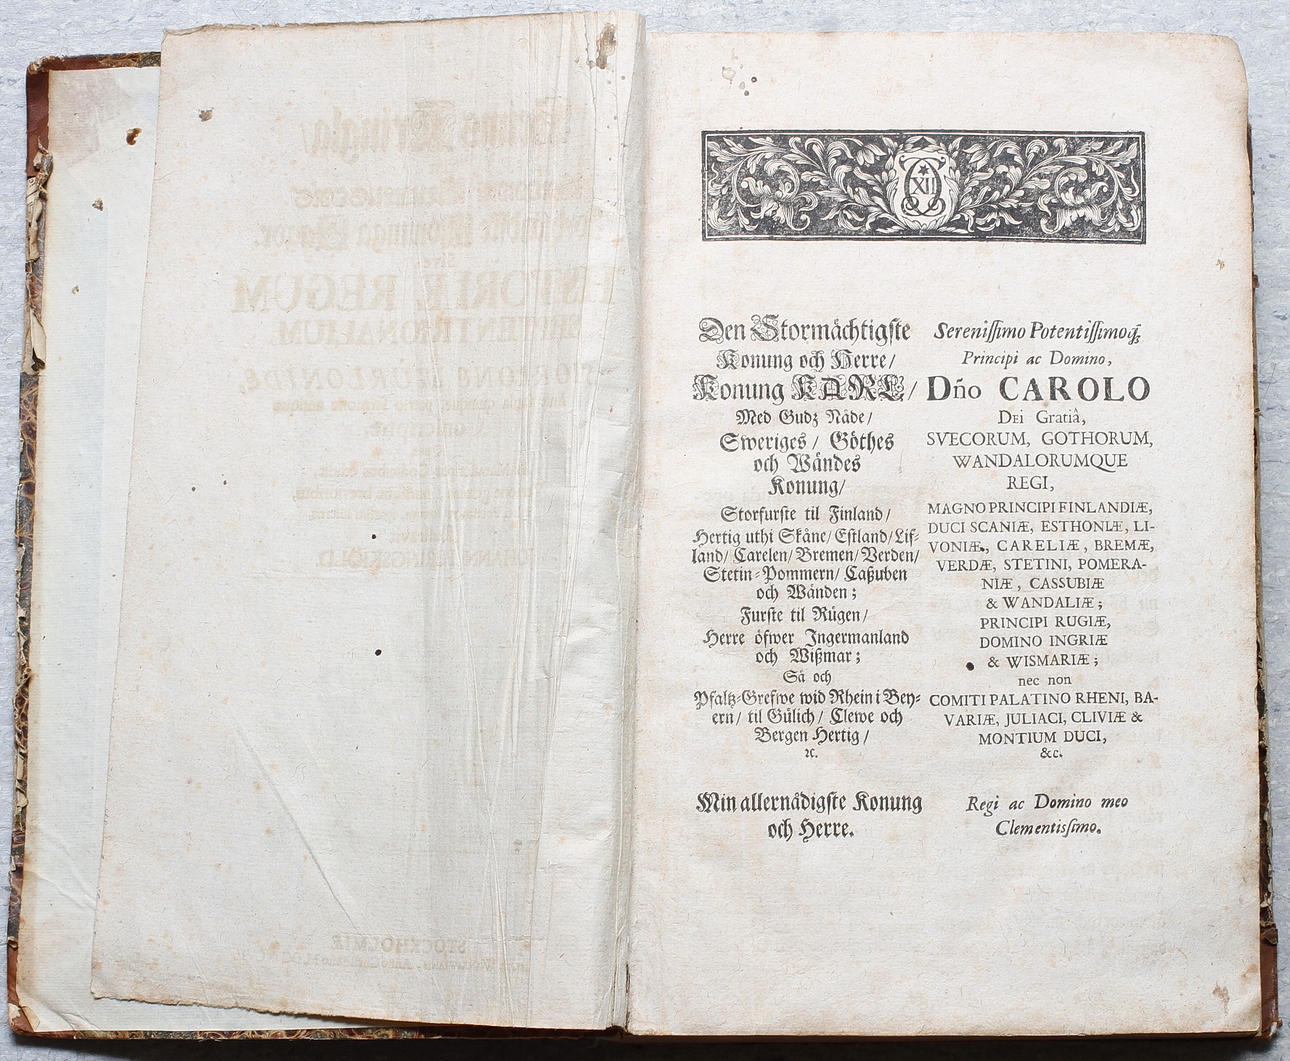 XII
Den Stormächtigste
Konung och Herre/
Konung KARL/
Med Gudz Nåde/
Sweriges/ Göthes
och Wändes
Konung/
Storfurste til Finland/
Hertig uthi Skåne/ Estland/ Lif-
land/ Carelen/ Bremen/ Verden/
Stetin-Pommern/ Caßuben
och Wånden;
Furste til Rügen/
Herre öfwer Ingermanland
och Wißmar;
Så och
Pfaltz-Grefwe wid Rhein i Bey-
ern/ til Gülich/ Clewe och
Bergen Hertig/
ꝛc.
Min allernådigste Konung
och Herre.
Serenissimo Potentissimoq́;
Principi ac Domino,
Dño CAROLO
DEI Gratiâ,
SVECORUM, GOTHORUM,
WANDALORUMQUE
REGI,
MAGNO PRINCIPI FINLANDIÆ,
DUCI SCANIÆ, ESTHONIÆ, LI-
VONIÆ, CARELIÆ, BREMÆ,
VERDÆ, STETINI, POMERA-
NIÆ, CASSUBIÆ
& WANDALIÆ;
PRINCIPI RUGIÆ,
DOMINO INGRIÆ
& WISMARIÆ;
nec non
COMITI PALATINO RHENI, BA-
VARIÆ, JULIACI, CLIVIÆ &
MONTIUM DUCI,
&c.
Regi ac Domino meo
Clementissimo.